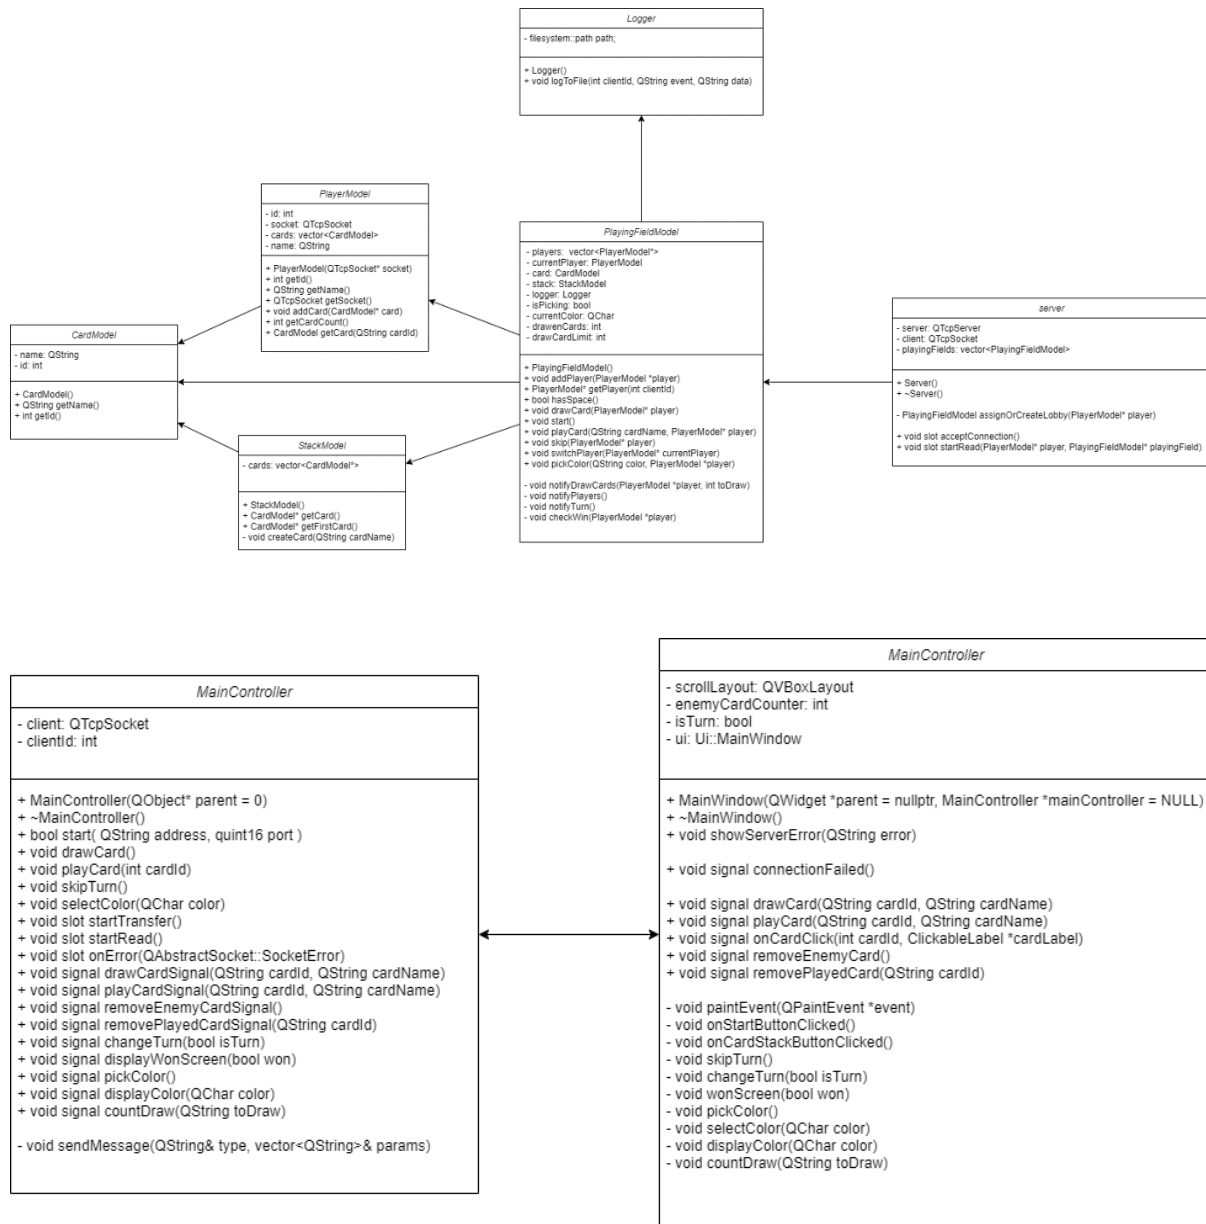 Logger
- filesystem::path path;
+ Logger()
+ void logToFile(int clientId, QString event, QString data)
PlayerModel
- id: int
- socket: QTcpSocket
- cards: vector<CardModel>
- name: QString
+ PlayerModel(QTcpSocket* socket)
+ int getId()
+ QString getName()
+ QTcpSocket getSocket()
+ void addCard(CardModel* card)
+ int getCardCount()
+ CardModel getCard(QString cardId)
PlayingFieldModel
- players:  vector<PlayerModel*>
- currentPlayer: PlayerModel
- card: CardModel
- stack: StackModel
- logger: Logger
- isPicking: bool
- currentColor: QChar
- drawenCards: int
- drawCardLimit: int
+ PlayingFieldModel()
+ void addPlayer(PlayerModel *player)
+ PlayerModel* getPlayer(int clientId)
+ bool hasSpace()
+ void drawCard(PlayerModel* player)
+ void start()
+ void playCard(QString cardName, PlayerModel* player)
+ void skip(PlayerModel* player)
+ void switchPlayer(PlayerModel* currentPlayer)
+ void pickColor(QString color, PlayerModel *player)
- void notifyDrawCards(PlayerModel *player, int toDraw)
- void notifyPlayers()
- void notifyTurn()
- void checkWin(PlayerModel *player)
server
- server: QTcpServer
- client: QTcpSocket
- playingFields: vector<PlayingFieldModel>
+ Server()
+ ~Server()
- PlayingFieldModel assignOrCreateLobby(PlayerModel* player)
+ void slot acceptConnection()
+ void slot startRead(PlayerModel* player, PlayingFieldModel* playingField)
CardModel
- name: QString
- id: int
+ CardModel()
+ QString getName()
+ int getId()
StackModel
- cards: vector<CardModel*>
+ StackModel()
+ CardModel* getCard()
+ CardModel* getFirstCard()
- void createCard(QString cardName)
MainController
- client: QTcpSocket
- clientId: int
+ MainController(QObject* parent = 0)
+ ~MainController()
+ bool start( QString address, quint16 port )
+ void drawCard()
+ void playCard(int cardId)
+ void skipTurn()
+ void selectColor(QChar color)
+ void slot startTransfer()
+ void slot startRead()
+ void slot onError(QAbstractSocket::SocketError)
+ void signal drawCardSignal(QString cardId, QString cardName)
+ void signal playCardSignal(QString cardId, QString cardName)
+ void signal removeEnemyCardSignal()
+ void signal removePlayedCardSignal(QString cardId)
+ void signal changeTurn(bool isTurn)
+ void signal displayWonScreen(bool won)
+ void signal pickColor()
+ void signal displayColor(QChar color)
+ void signal countDraw(QString toDraw)
- void sendMessage(QString& type, vector<QString>& params)
MainController
- scrollLayout: QVBoxLayout
- enemyCardCounter: int
- isTurn: bool
- ui: Ui::MainWindow
+ MainWindow(QWidget *parent = nullptr, MainController *mainController = NULL)
+ ~MainWindow()
+ void showServerError(QString error)
+ void signal connectionFailed()
+ void signal drawCard(QString cardId, QString cardName)
+ void signal playCard(QString cardId, QString cardName)
+ void signal onCardClick(int cardId, ClickableLabel *cardLabel)
+ void signal removeEnemyCard()
+ void signal removePlayedCard(QString cardId)
- void paintEvent(QPaintEvent *event)
- void onStartButtonClicked()
- void onCardStackButtonClicked()
- void skipTurn()
- void changeTurn(bool isTurn)
- void wonScreen(bool won)
- void pickColor()
- void selectColor(QChar color)
- void displayColor(QChar color)
- void countDraw(QString toDraw)